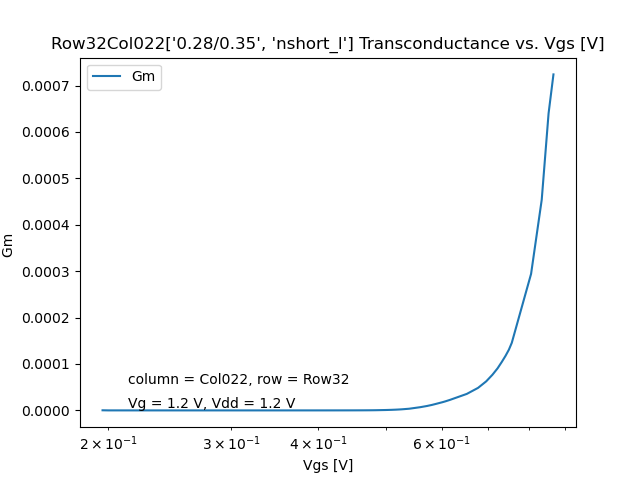 Row32Col022['0.28/0.35', 'nshort_l'] Transconductance vs. Vgs [V]
Gm
0.0007
0.0006
0.0005
0.0004
0.0003
0.0002
0.0001
0.0000
Gm
column = Col022, row = Row32
Vg = 1.2 V, Vdd = 1.2 V
2 × 10⁻¹ 3 × 10⁻¹ 4 × 10⁻¹ 6 × 10⁻¹
Vgs [V]